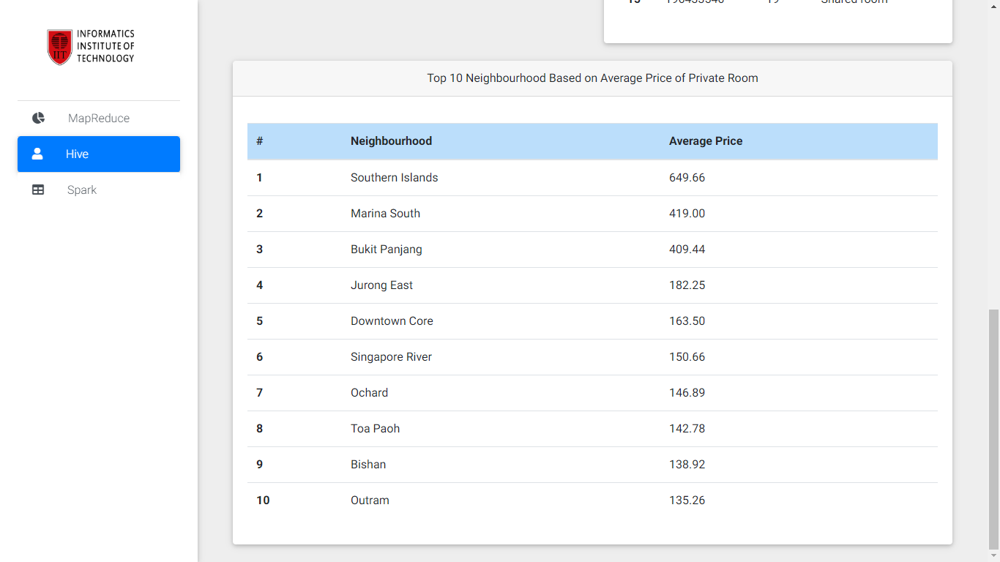 INFORMATICS
INSTITUTE OF
TECHNOLOGY
IIT
MapReduce
Hive
Spark
Shared room
Top 10 Neighbourhood Based on Average Price of Private Room
# Neighbourhood Average Price
1 Southern Islands 649.66
2 Marina South 419.00
3 Bukit Panjang 409.44
4 Jurong East 182.25
5 Downtown Core 163.50
6 Singapore River 150.66
7 Ochard 146.89
8 Toa Paoh 142.78
9 Bishan 138.92
10 Outram 135.26